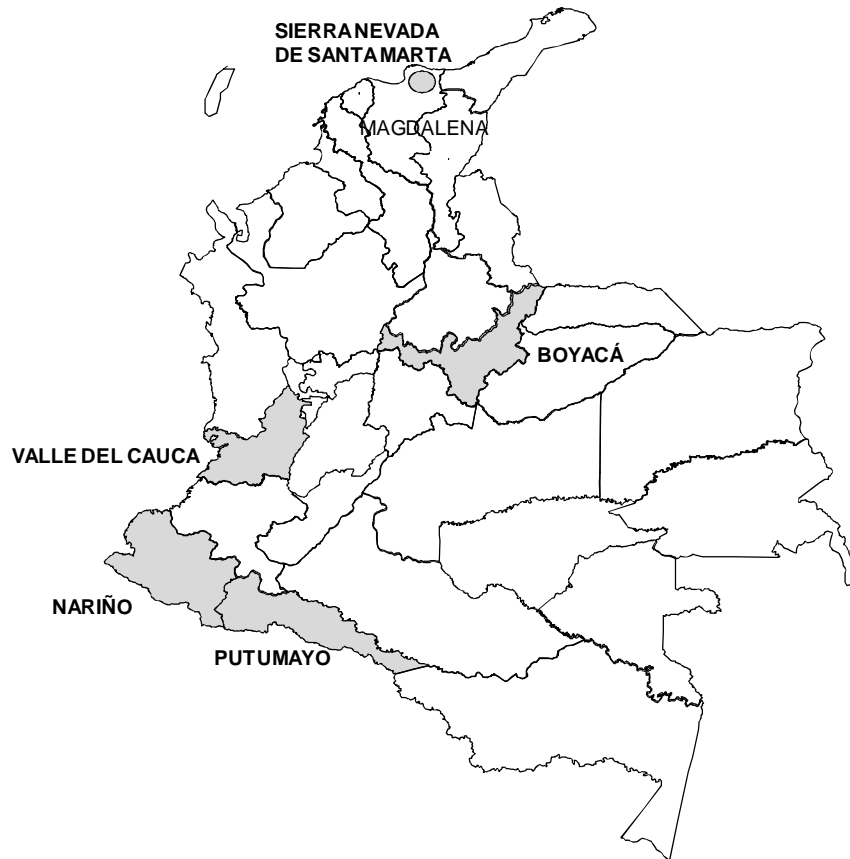 SIERRA NEVADA
DE SANTA MARTA
MAGDALENA
BOYACÁ
VALLE DEL CAUCA
NARIÑO
PUTUMAYO